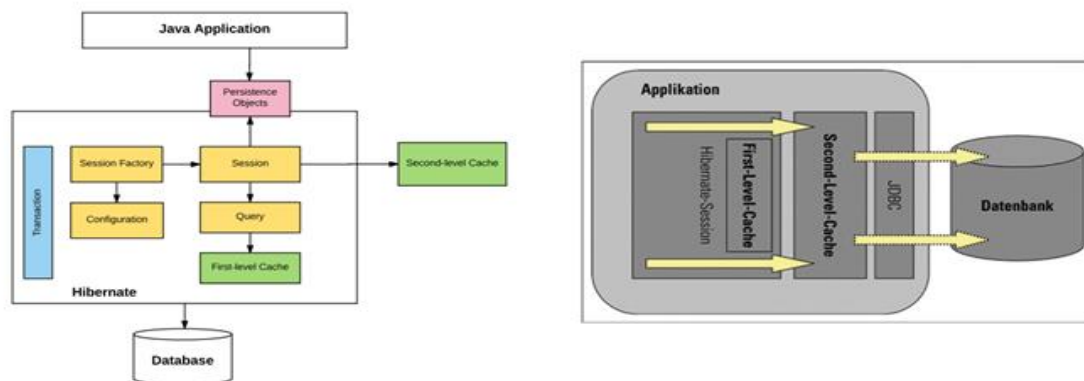 Java Application
Persistence
Objects
Transaction
Session Factory
Session
Second-level Cache
Configuration
Query
First-level Cache
Hibernate
Database
Applikation
Hibernate-Session
First-Level-Cache
Second-Level-Cache
JDBC
Datenbank